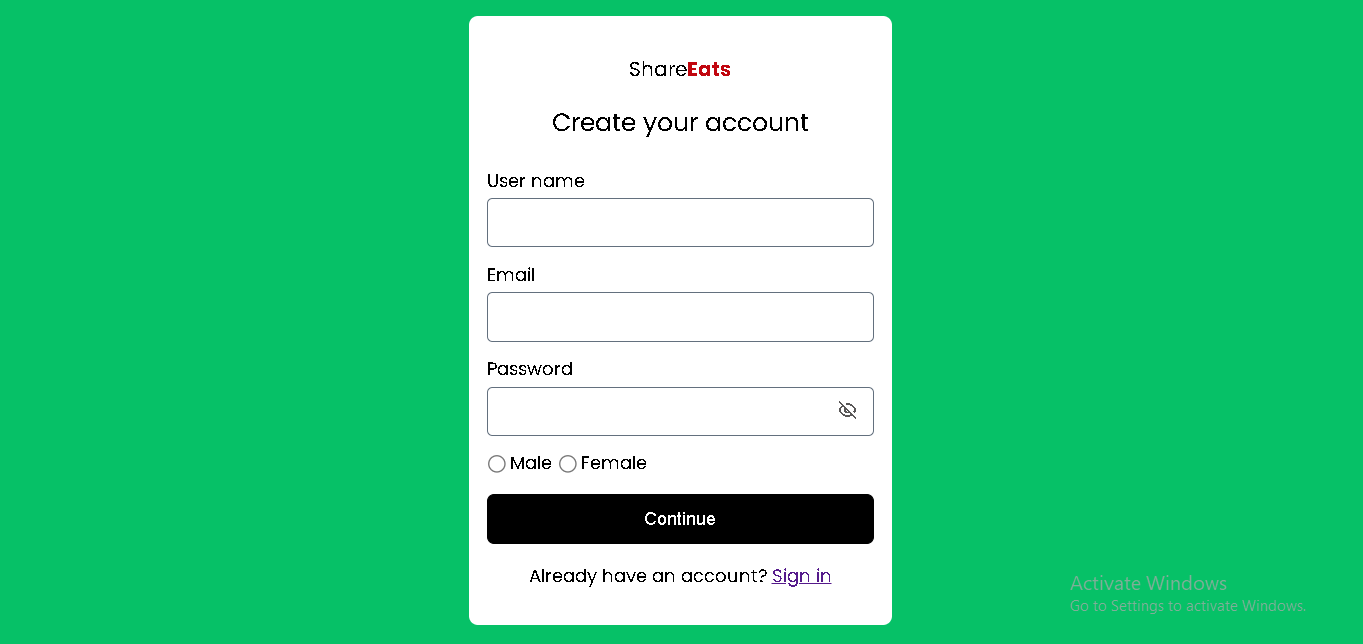 ShareEats
Create your account
User name
Email
Password
Male Female
Continue
Already have an account? Sign in
Activate Windows
Go to Settings to activate Windows.